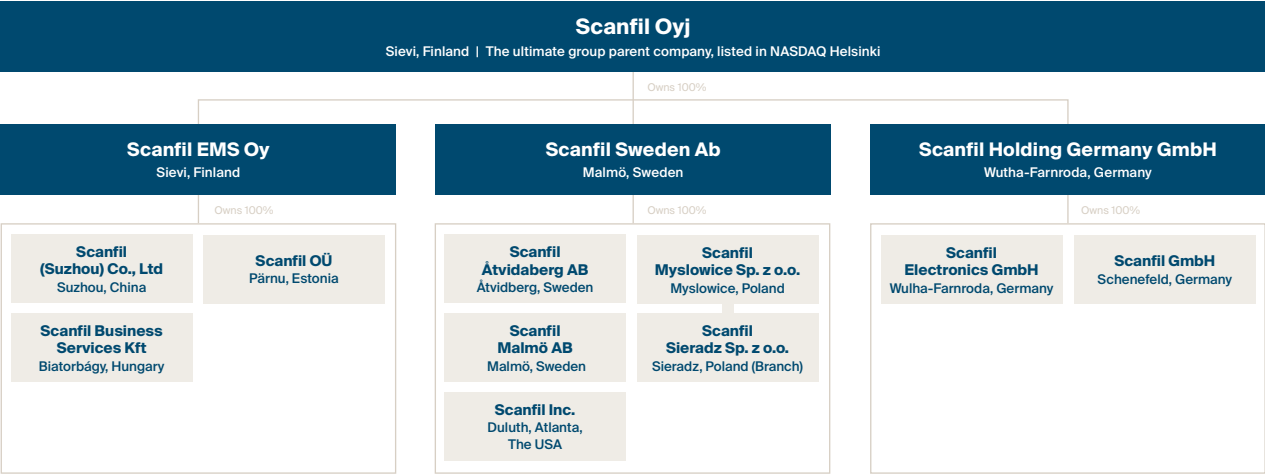 Scanfil Oyj
Sievi, Finland | The ultimate group parent company, listed in NASDAQ Helsinki
Owns 100%
Scanfil EMS Oy
Sievi, Finland
Scanfil Sweden Ab
Malmö, Sweden
Scanfil Holding Germany GmbH
Wutha-Farnroda, Germany
Owns 100%
Owns 100%
Owns 100%
Scanfil
(Suzhou) Co., Ltd
Suzhou, China
Scanfil OÜ
Pärnu, Estonia
Scanfil Business
Services Kft
Biatorbágy, Hungary
Scanfil
Åtvidaberg AB
Åtvidberg, Sweden
Scanfil
Myslowice Sp. z o.o.
Myslowice, Poland
Scanfil
Malmö AB
Malmö, Sweden
Scanfil
Sieradz Sp. z o.o.
Sieradz, Poland (Branch)
Scanfil Inc.
Duluth, Atlanta,
The USA
Scanfil
Electronics GmbH
Wulha-Farnroda, Germany
Scanfil GmbH
Schenefeld, Germany